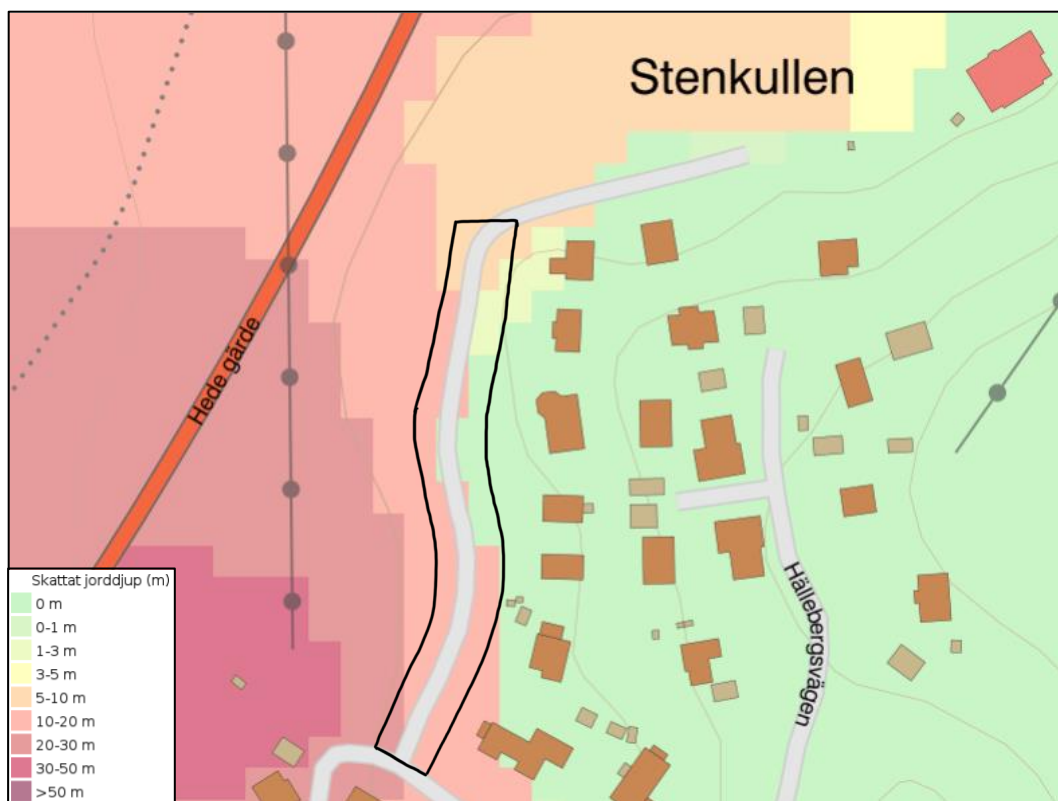 Stenkullen
Hede gärde
Hällebergsvägen
Skattat jorddjup (m)
0 m
0-1 m
1-3 m
3-5 m
5-10 m
10-20 m
20-30 m
30-50 m
>50 m